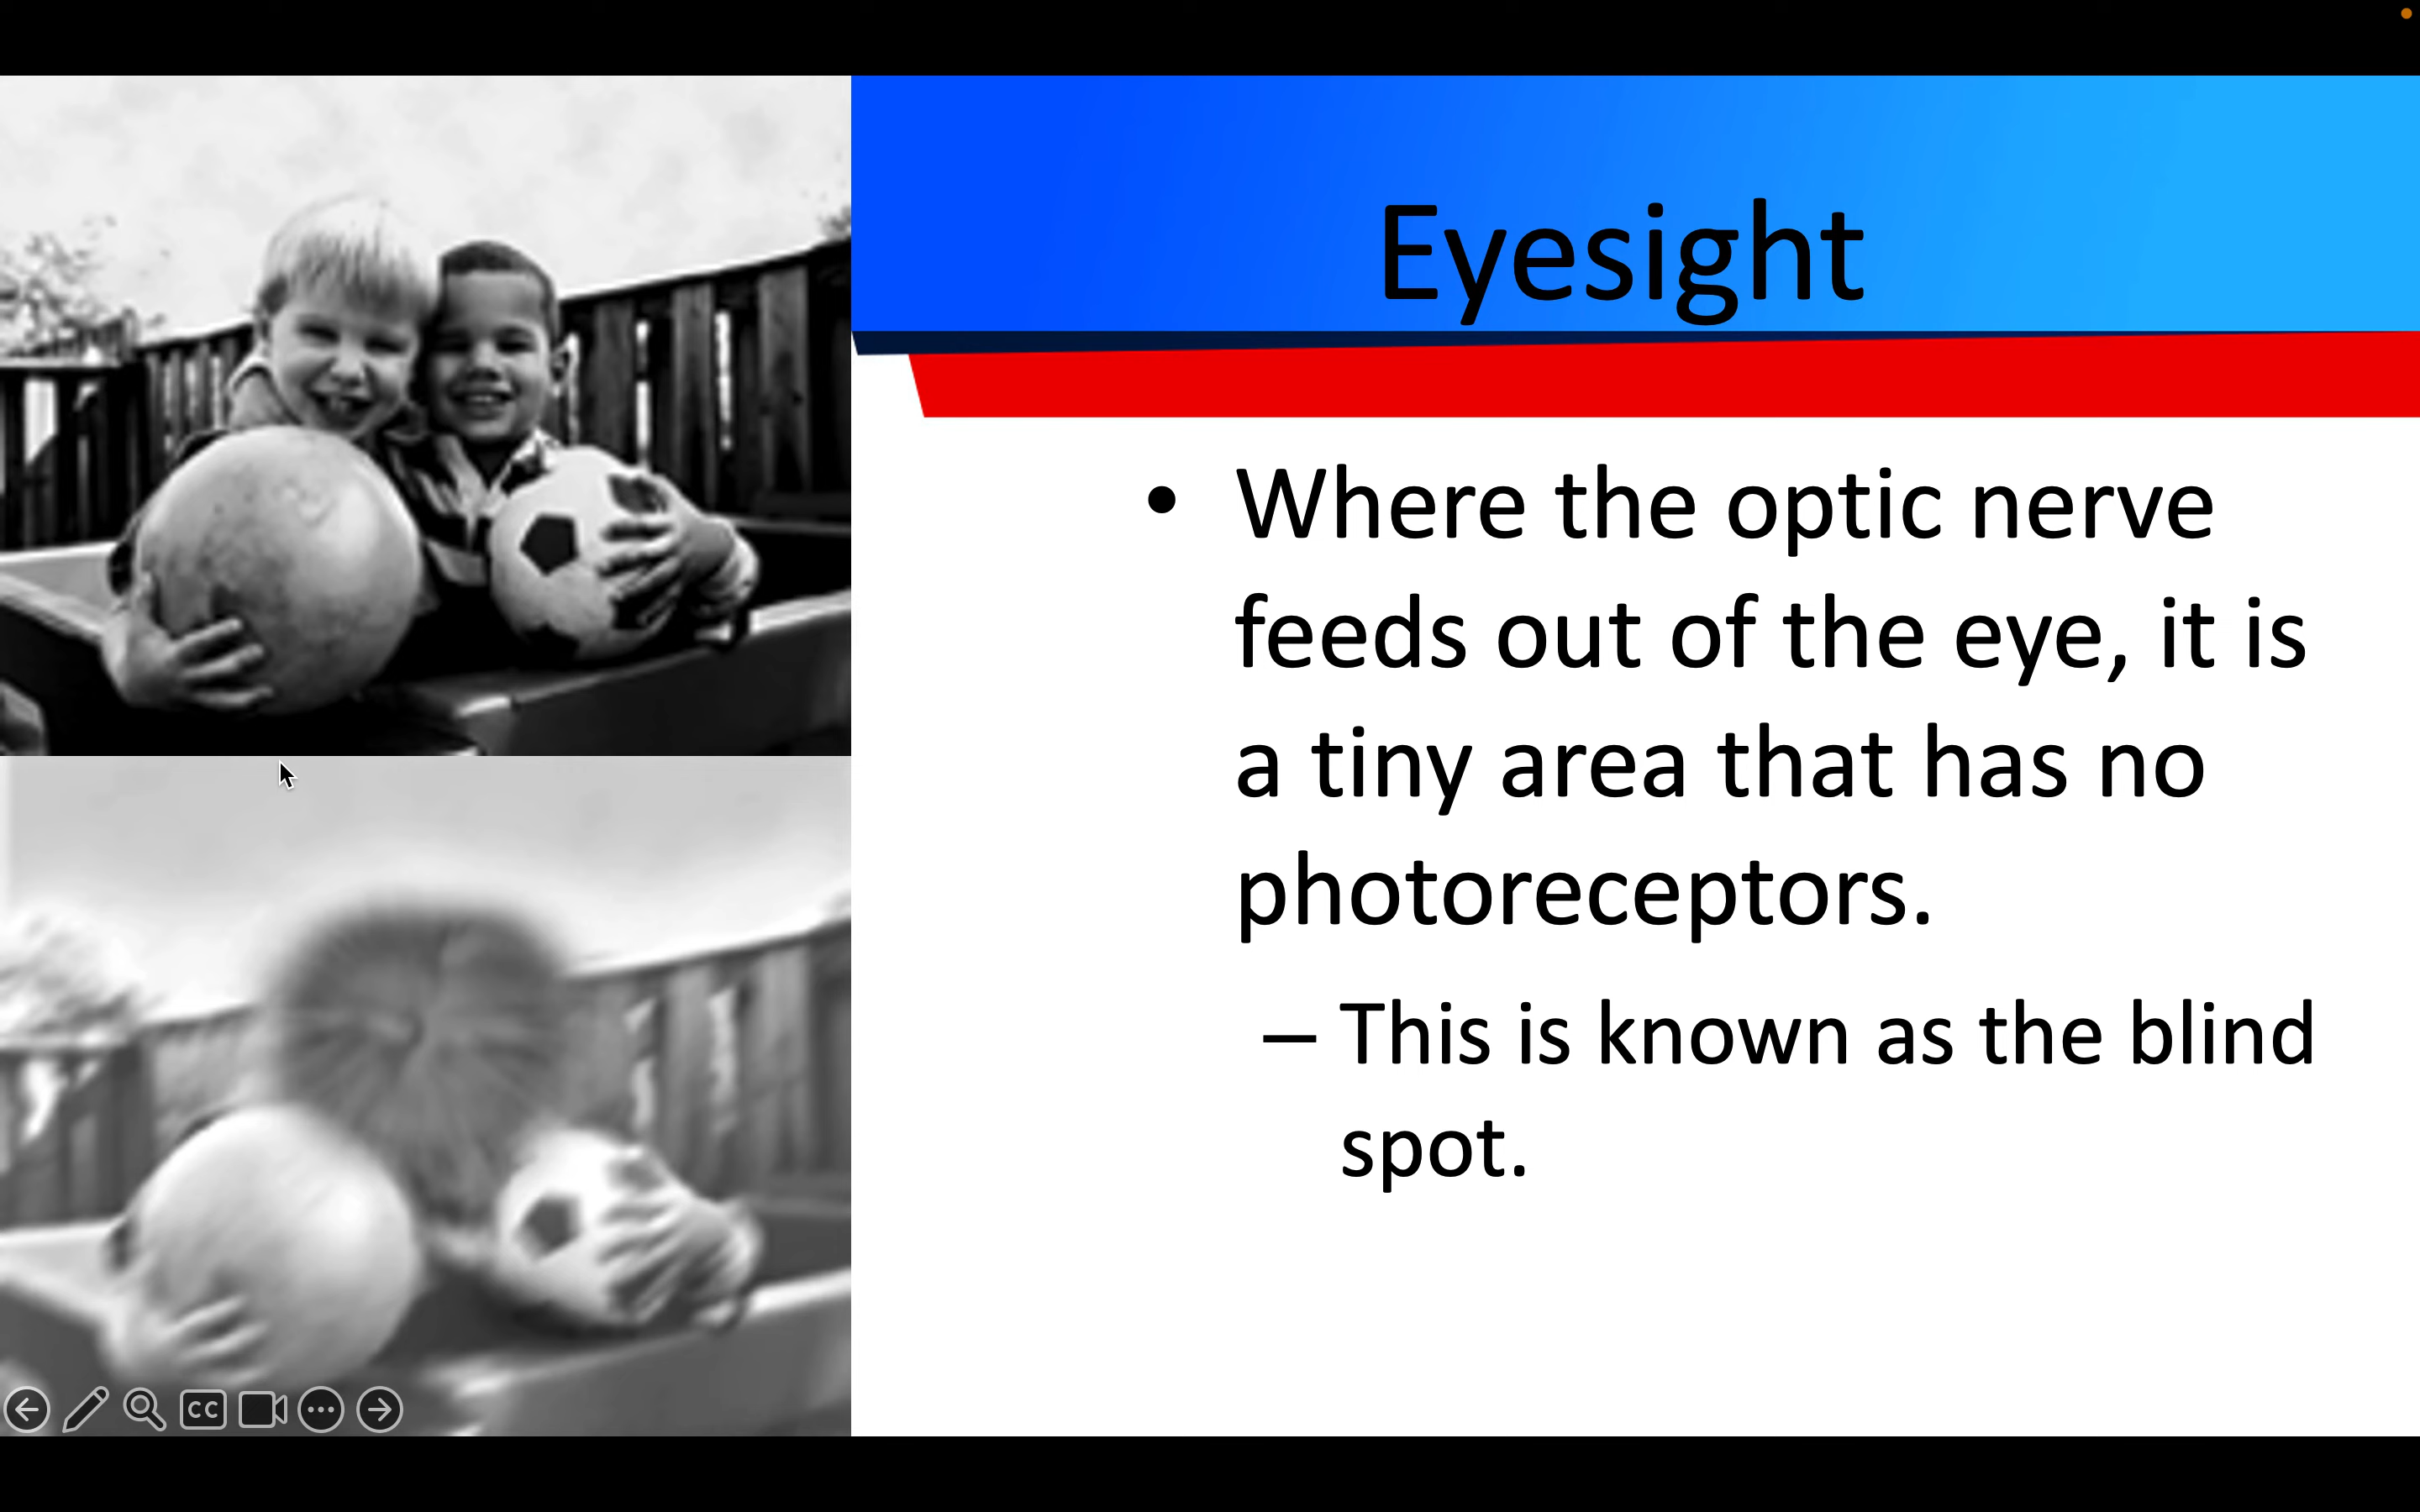 Eyesight
• Where the optic nerve
feeds out of the eye, it is
a tiny area that has no
photoreceptors.
– This is known as the blind
spot.
CC